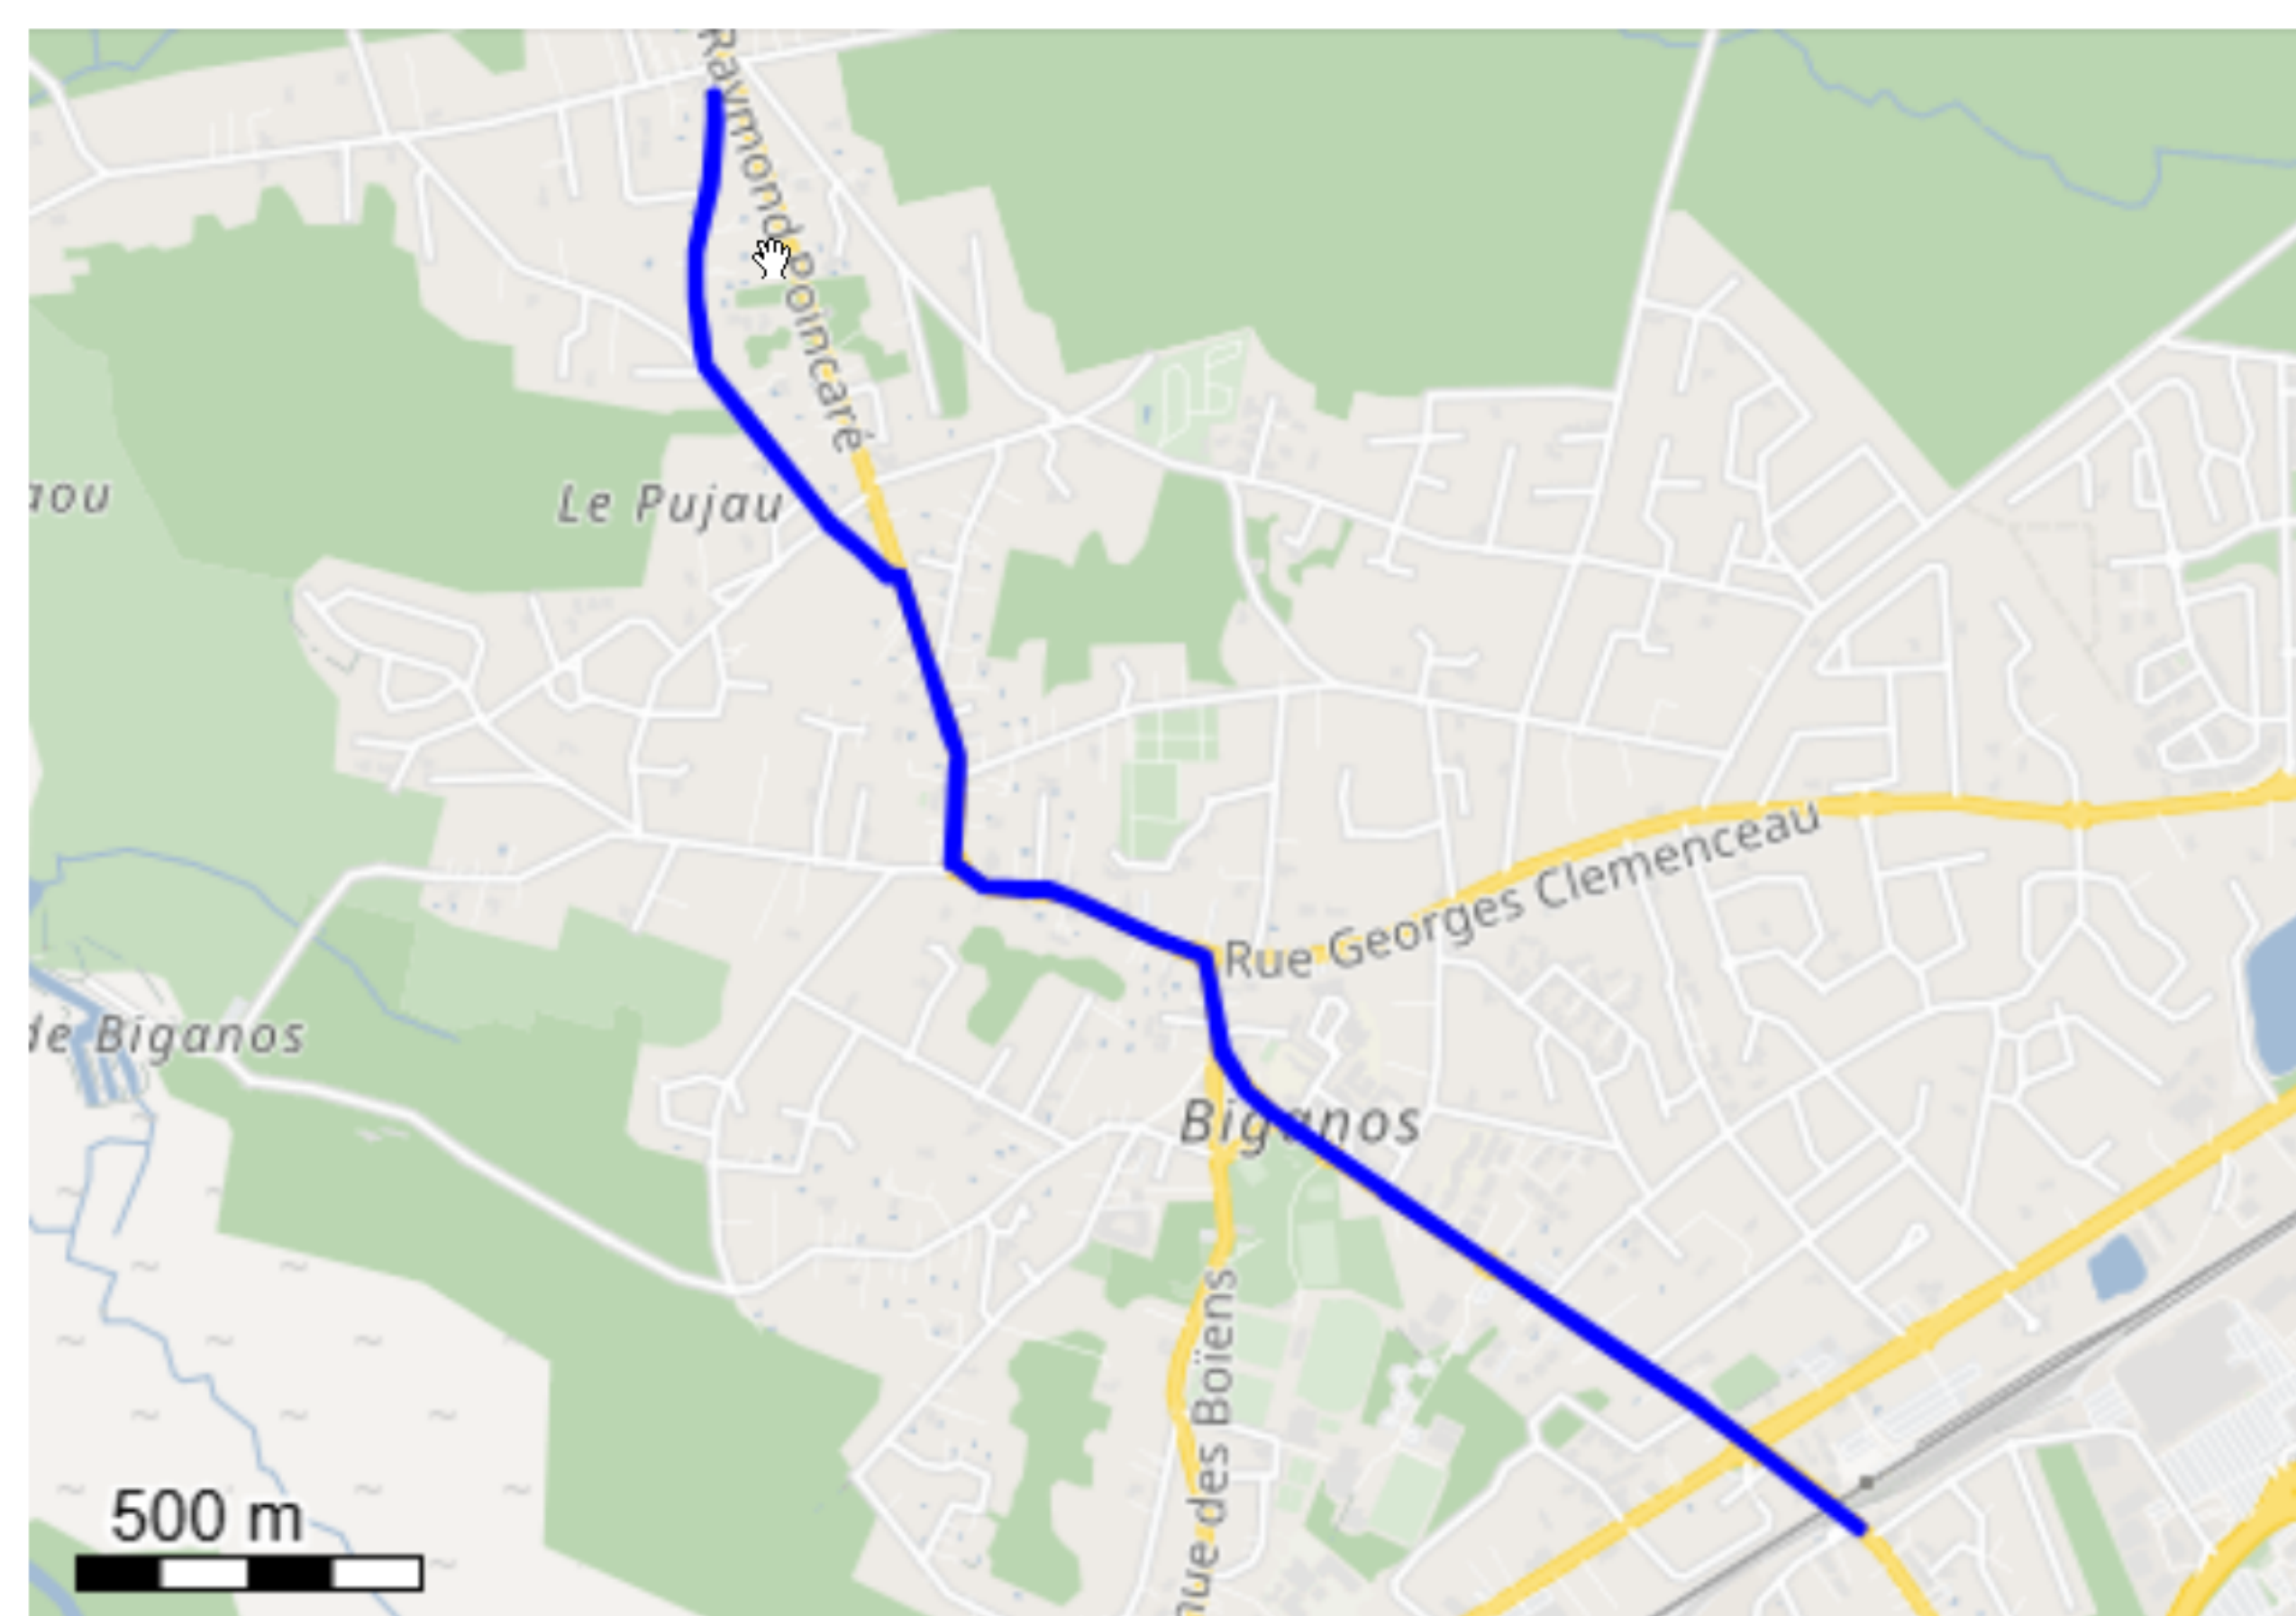 Raymond Poincaré
aou
Le Pujau
Rue Georges Clemenceau
de Biganos
Biganos
nue des Boïens
500 m